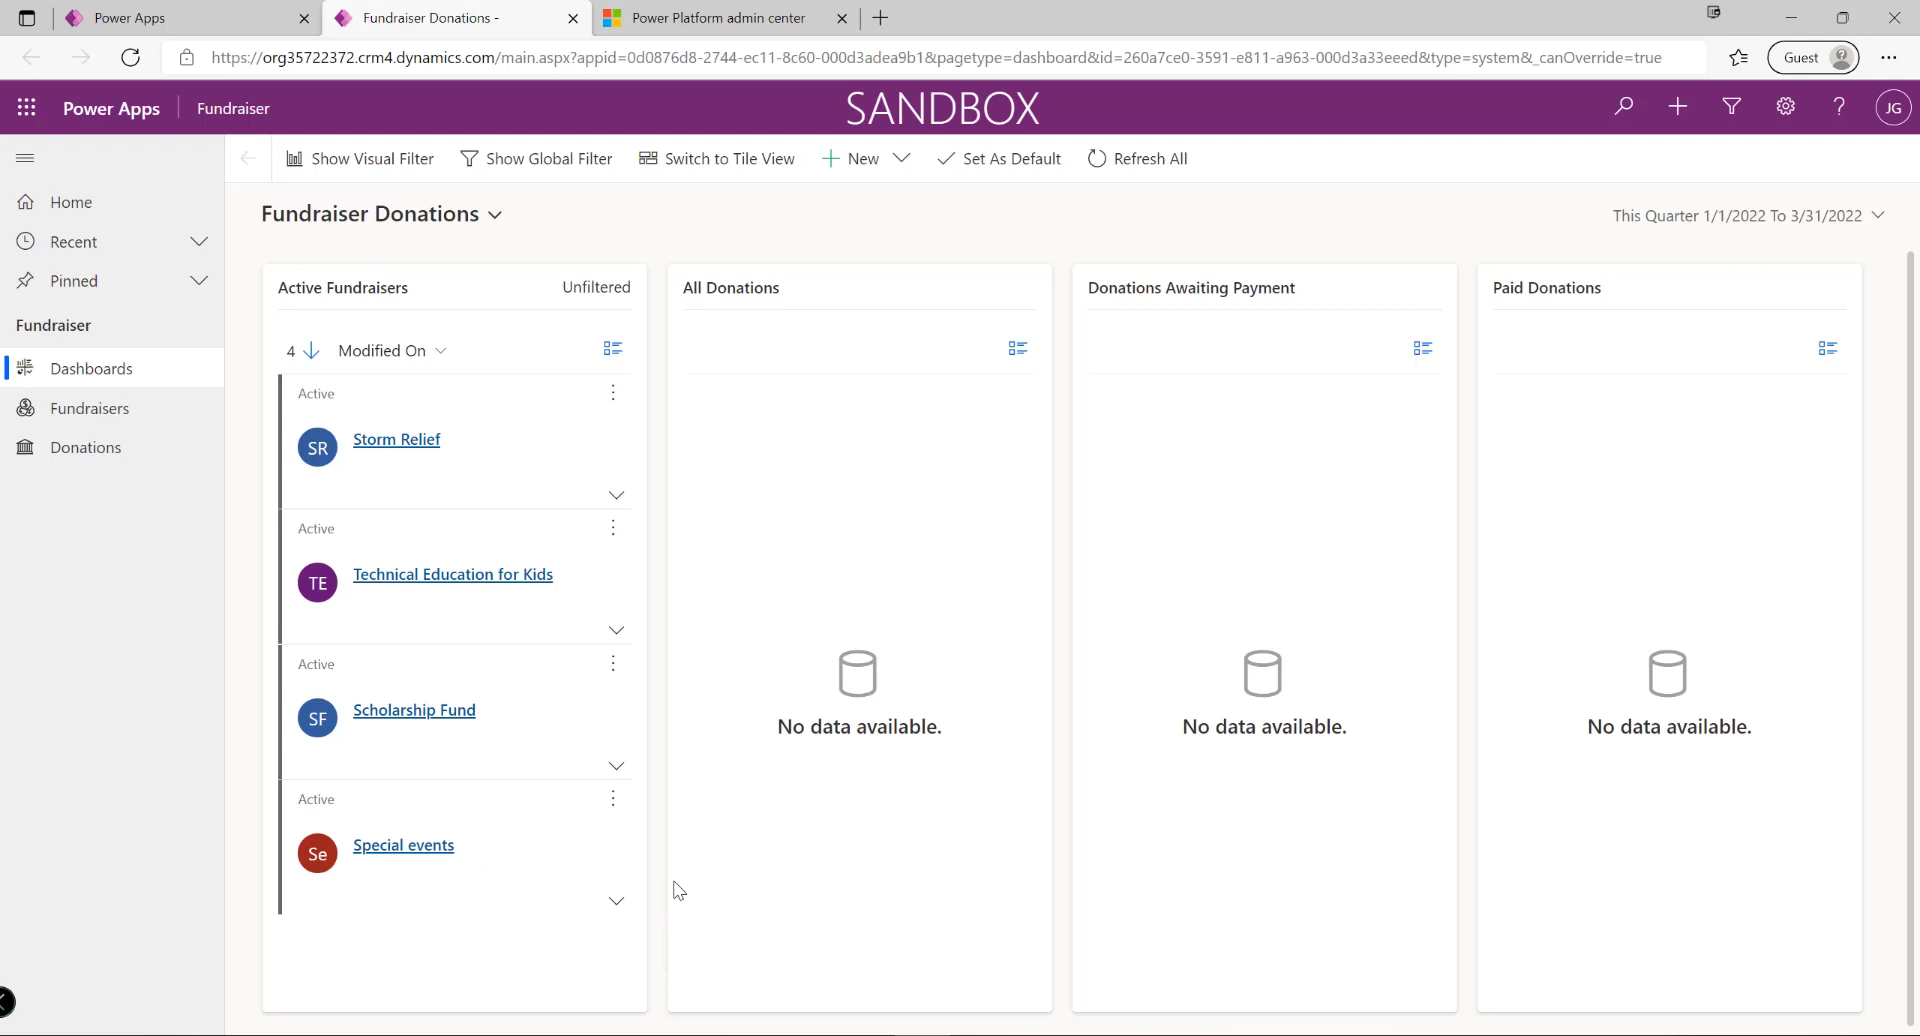 Power Apps
Fundraiser Donations -
Power Platform admin center
https://org35722372.crm4.dynamics.com/main.aspx?appid=0d0876d8-2744-ec11-8c60-000d3adea9b1&pagetype=dashboard&id=260a7ce0-3591-e811-a963-000d3a33eeed&type=system&_canOverride=true
Guest
Power Apps
Fundraiser
SANDBOX
JG
Show Visual Filter
Show Global Filter
Switch to Tile View
New
Set As Default
Refresh All
Home
Recent
Pinned
Fundraiser
Dashboards
Fundraisers
Donations
Fundraiser Donations
This Quarter 1/1/2022 To 3/31/2022
Active Fundraisers
Unfiltered
4
Modified On
Active
SR
Storm Relief
Active
TE
Technical Education for Kids
Active
SF
Scholarship Fund
Active
Se
Special events
All Donations
No data available.
Donations Awaiting Payment
No data available.
Paid Donations
No data available.